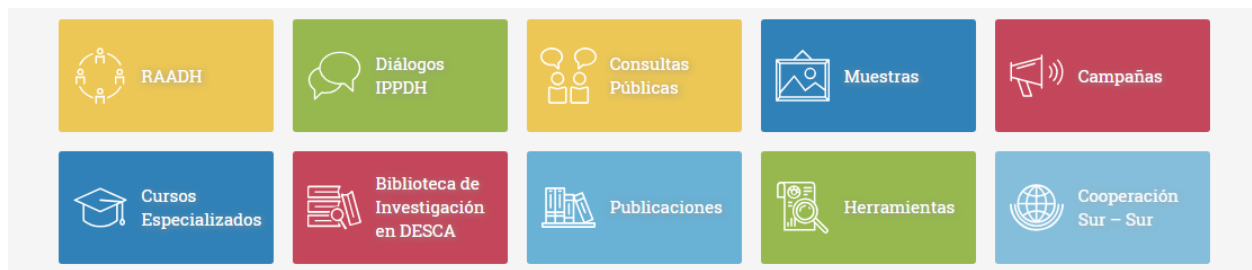 RAADH
Diálogos
IPPDH
Consultas
Públicas
Muestras
Campañas
Cursos
Especializados
Biblioteca de
Investigación
en DESCA
Publicaciones
Herramientas
Cooperación
Sur – Sur